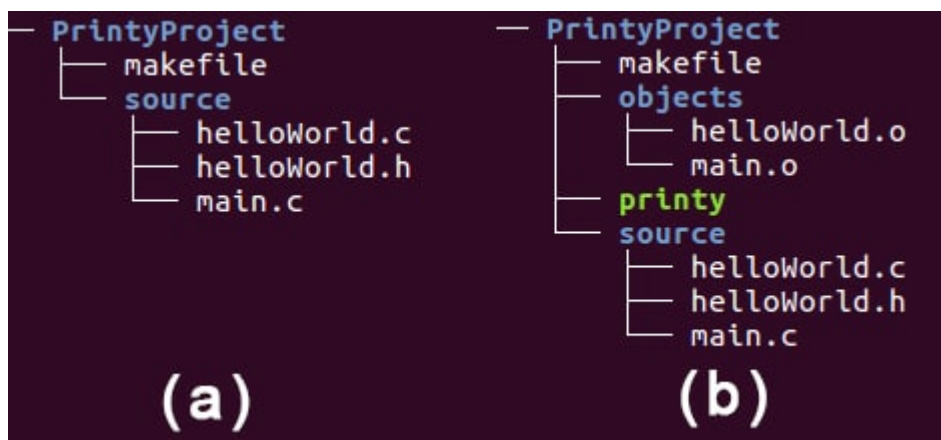 PrintyProject
makefile
source
helloWorld.c
helloWorld.h
main.c
(a)
PrintyProject
makefile
objects
helloWorld.o
main.o
printy
source
helloWorld.c
helloWorld.h
main.c
(b)